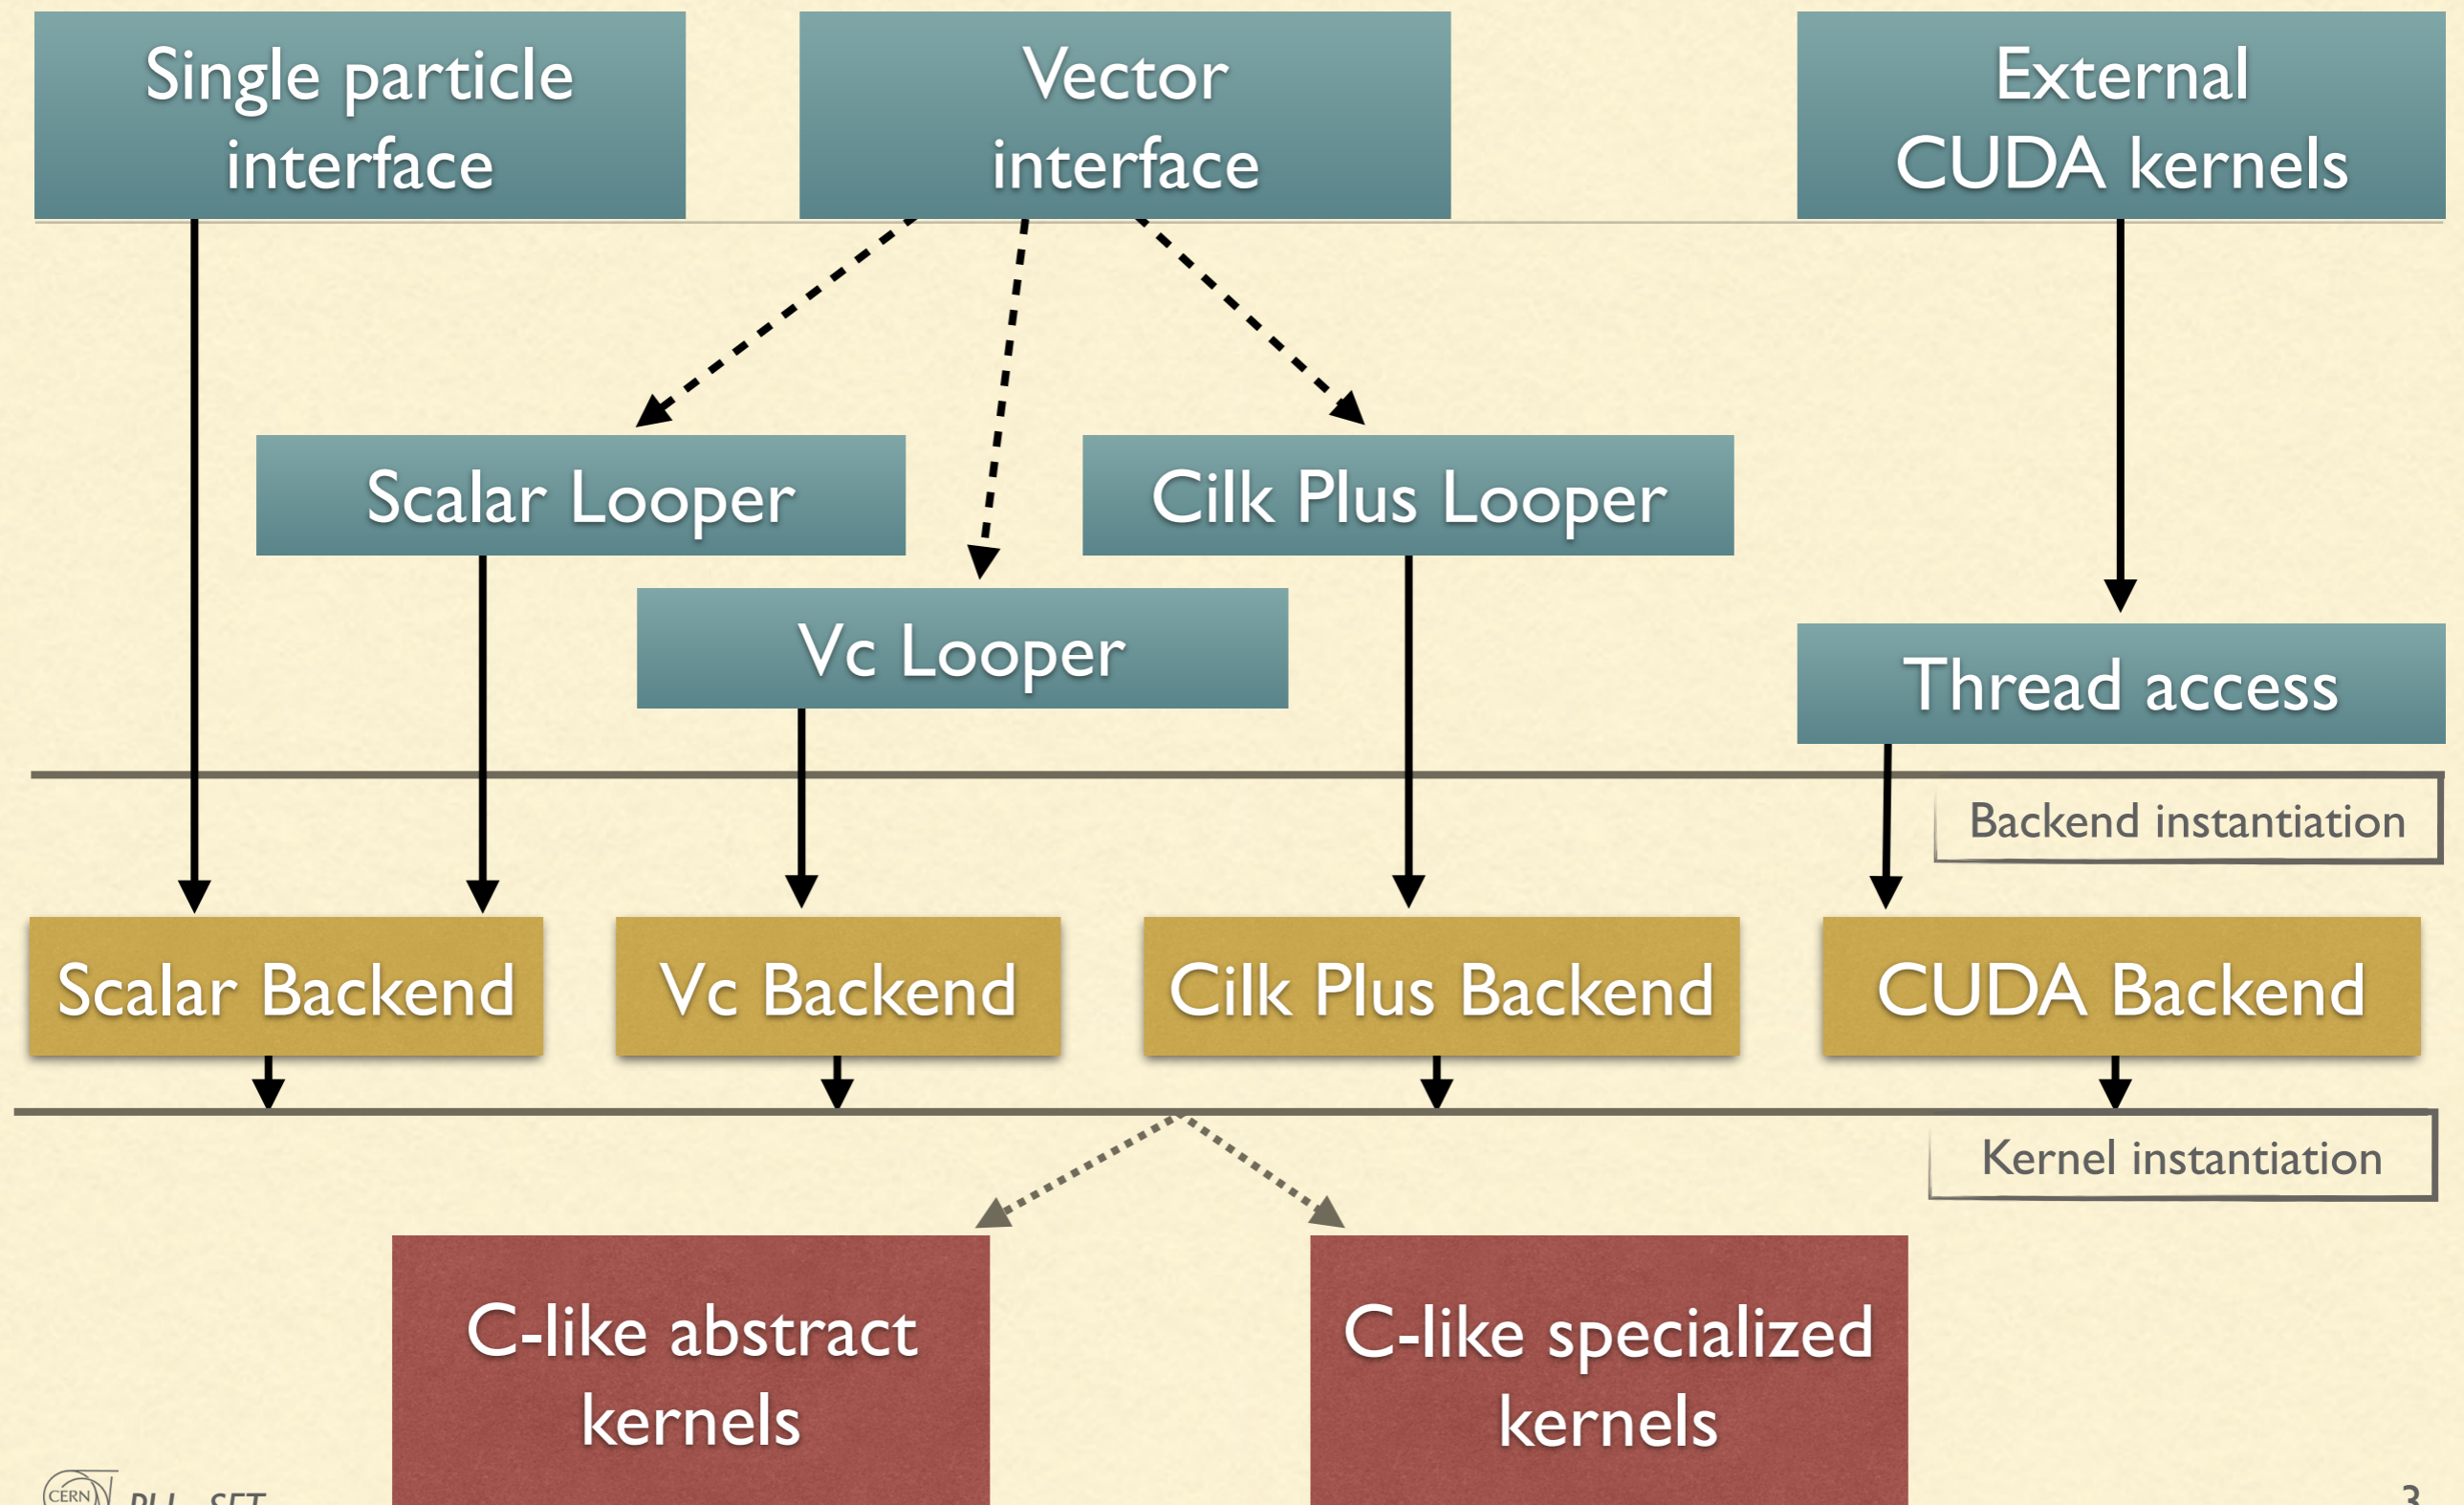 Single particle
interface
Vector
interface
External
CUDA kernels
Scalar Looper
Cilk Plus Looper
Vc Looper
Thread access
Backend instantiation
Scalar Backend
Vc Backend
Cilk Plus Backend
CUDA Backend
Kernel instantiation
C-like abstract
kernels
C-like specialized
kernels
CERN
3